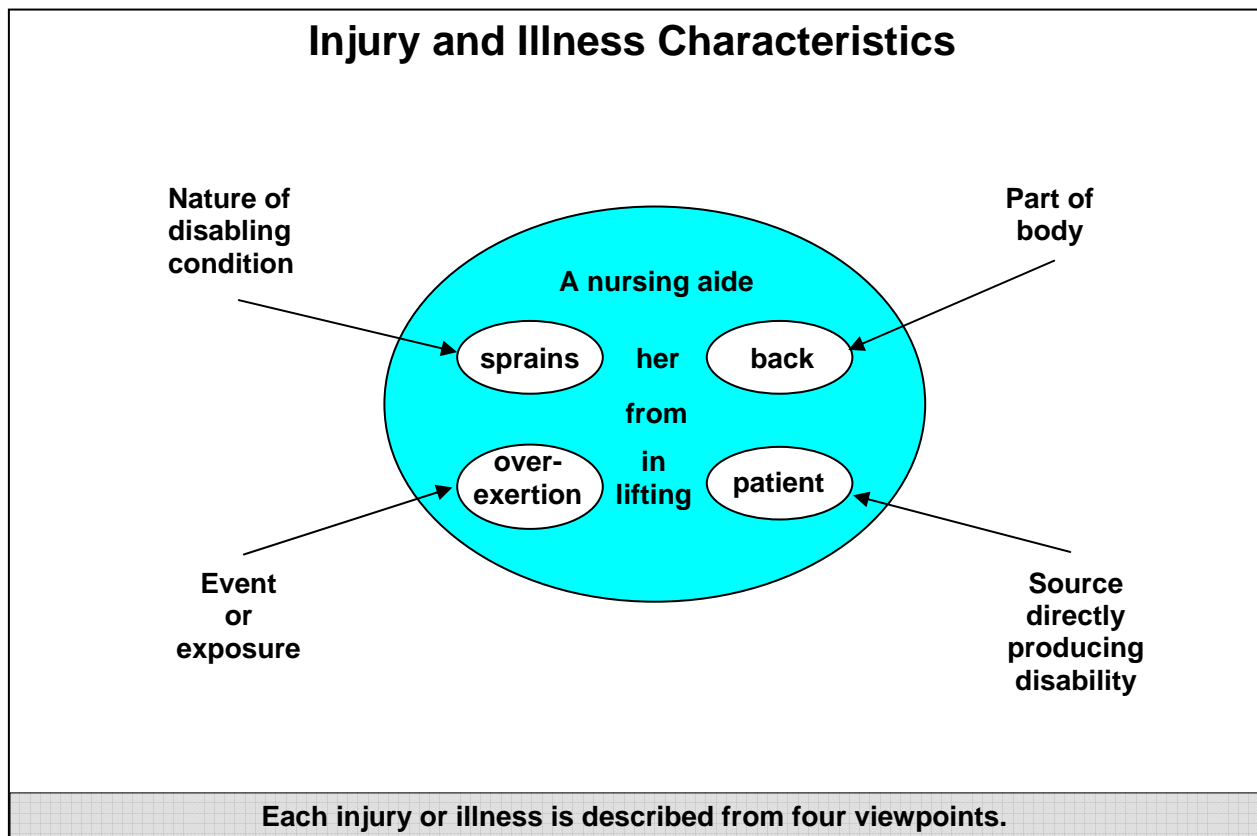 Injury and Illness Characteristics
Nature of
disabling
condition
Part of
body
A nursing aide
sprains her back
from
over-
exertion
in
lifting
patient
Event
or
exposure
Source
directly
producing
disability
Each injury or illness is described from four viewpoints.